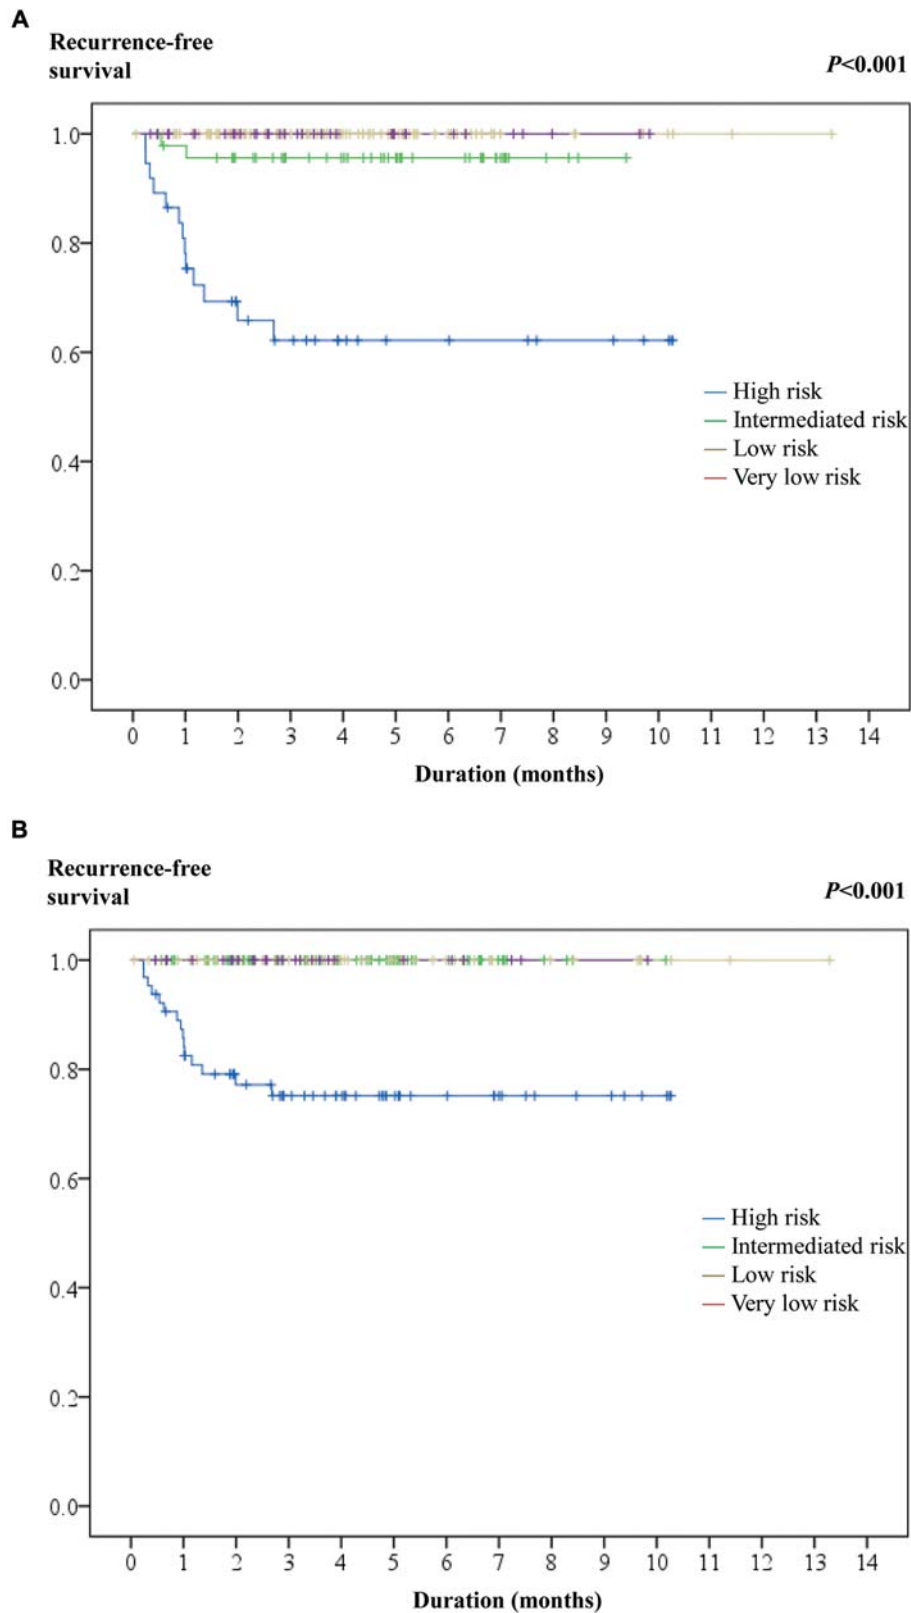 A
Recurrence-free
survival
P<0.001
1.0
0.8
0.6
0.4
0.2
0.0
High risk
Intermediated risk
Low risk
Very low risk
0 1 2 3 4 5 6 7 8 9 10 11 12 13 14
Duration (months)
B
Recurrence-free
survival
P<0.001
1.0
0.8
0.6
0.4
0.2
0.0
High risk
Intermediated risk
Low risk
Very low risk
0 1 2 3 4 5 6 7 8 9 10 11 12 13 14
Duration (months)